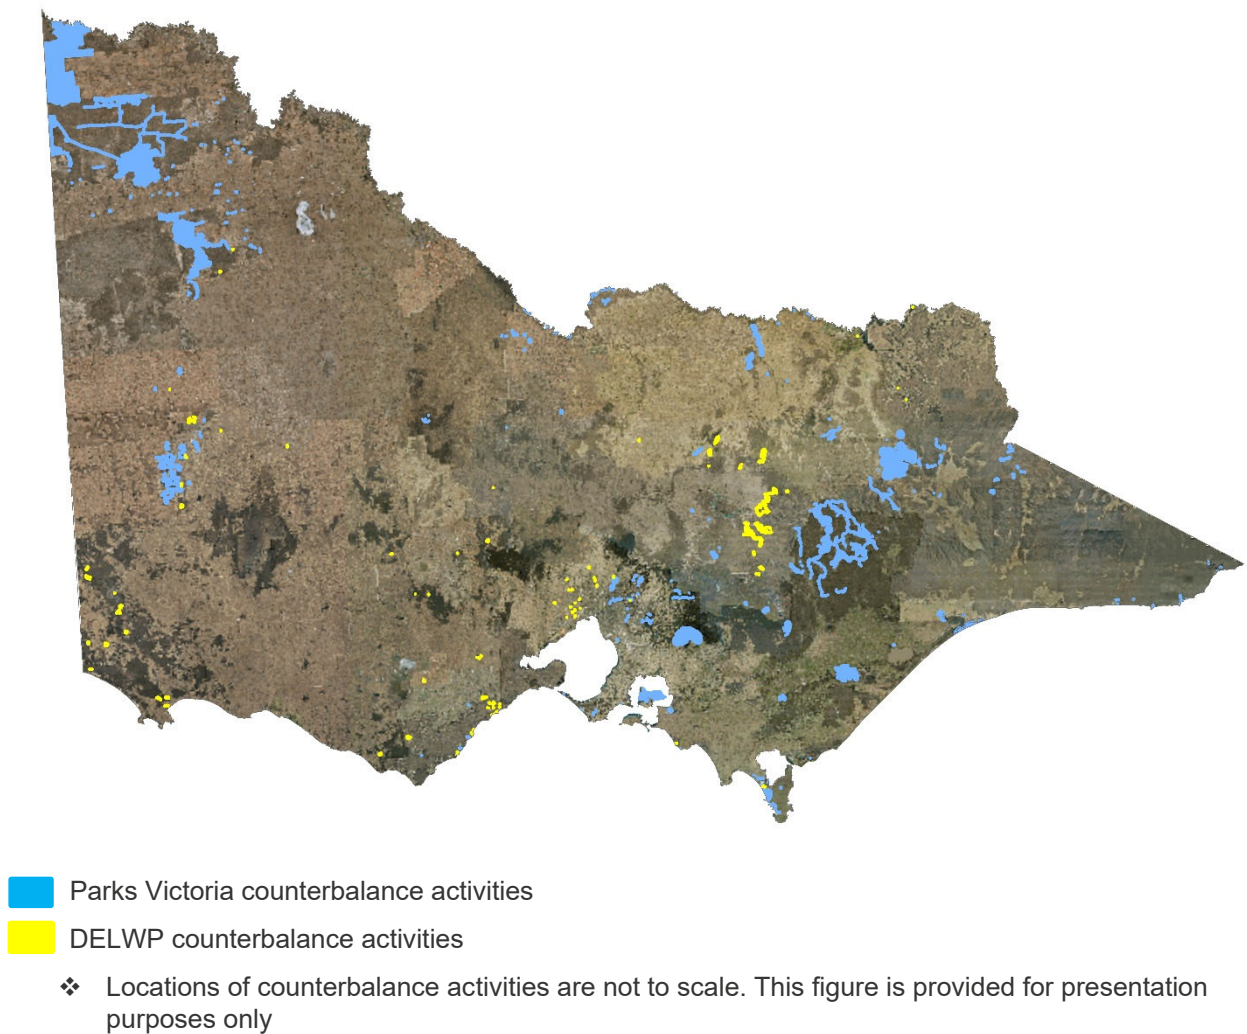 Parks Victoria counterbalance activities
DELWP counterbalance activities
❖ Locations of counterbalance activities are not to scale. This figure is provided for presentation
purposes only